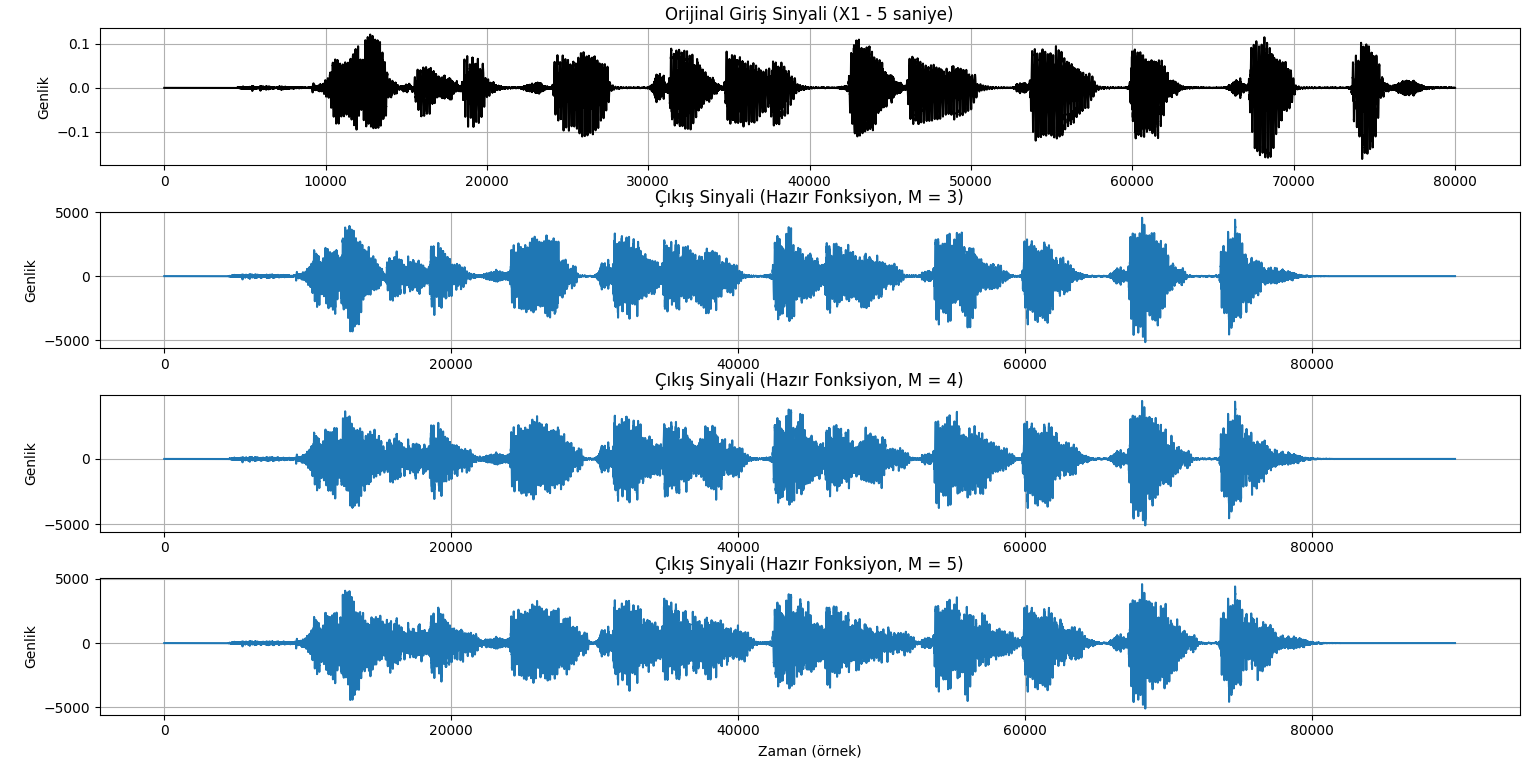 Orijinal Giriş Sinyali (X1 - 5 saniye)
Genlik
0.1
0.0
−0.1
0 10000 20000 30000 40000 50000 60000 70000 80000
Çıkış Sinyali (Hazır Fonksiyon, M = 3)
Genlik
5000
0
−5000
0 20000 40000 60000 80000
Çıkış Sinyali (Hazır Fonksiyon, M = 4)
Genlik
0
−5000
0 20000 40000 60000 80000
Çıkış Sinyali (Hazır Fonksiyon, M = 5)
Genlik
5000
0
−5000
0 20000 40000 60000 80000
Zaman (örnek)